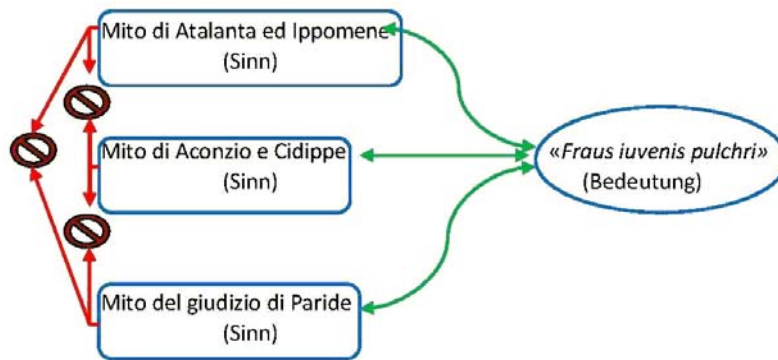 Mito di Atalanta ed Ippomene
(Sinn)
Mito di Aconzio e Cidippe
(Sinn)
«Fraus iuvenis pulchri»
(Bedeutung)
Mito del giudizio di Paride
(Sinn)